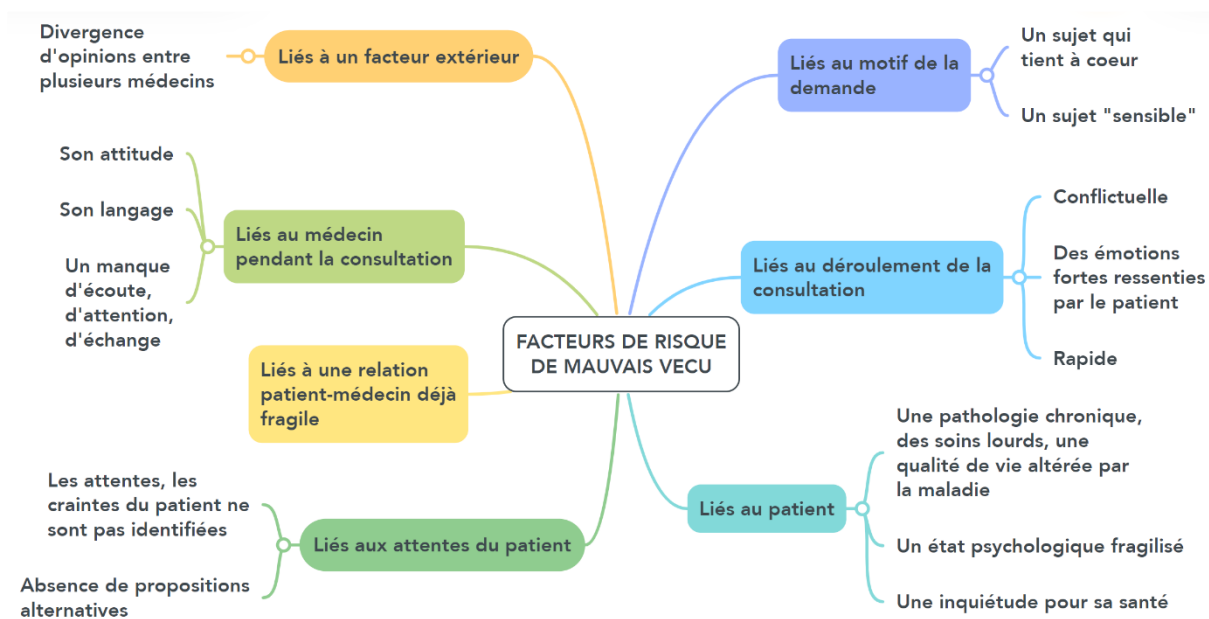 FACTEURS DE RISQUE
DE MAUVAIS VECU
Liés à un facteur extérieur
Divergence
d'opinions entre
plusieurs médecins
Liés au médecin
pendant la consultation
Son attitude
Son langage
Un manque
d'écoute,
d'attention,
d'échange
Liés à une relation
patient-médecin déjà
fragile
Liés aux attentes du patient
Les attentes, les
craintes du patient ne
sont pas identifiées
Absence de propositions
alternatives
Liés au motif de la
demande
Un sujet qui
tient à coeur
Un sujet "sensible"
Liés au déroulement de la
consultation
Conflictuelle
Des émotions
fortes ressenties
par le patient
Rapide
Liés au patient
Une pathologie chronique,
des soins lourds, une
qualité de vie altérée par
la maladie
Un état psychologique fragilisé
Une inquiétude pour sa santé